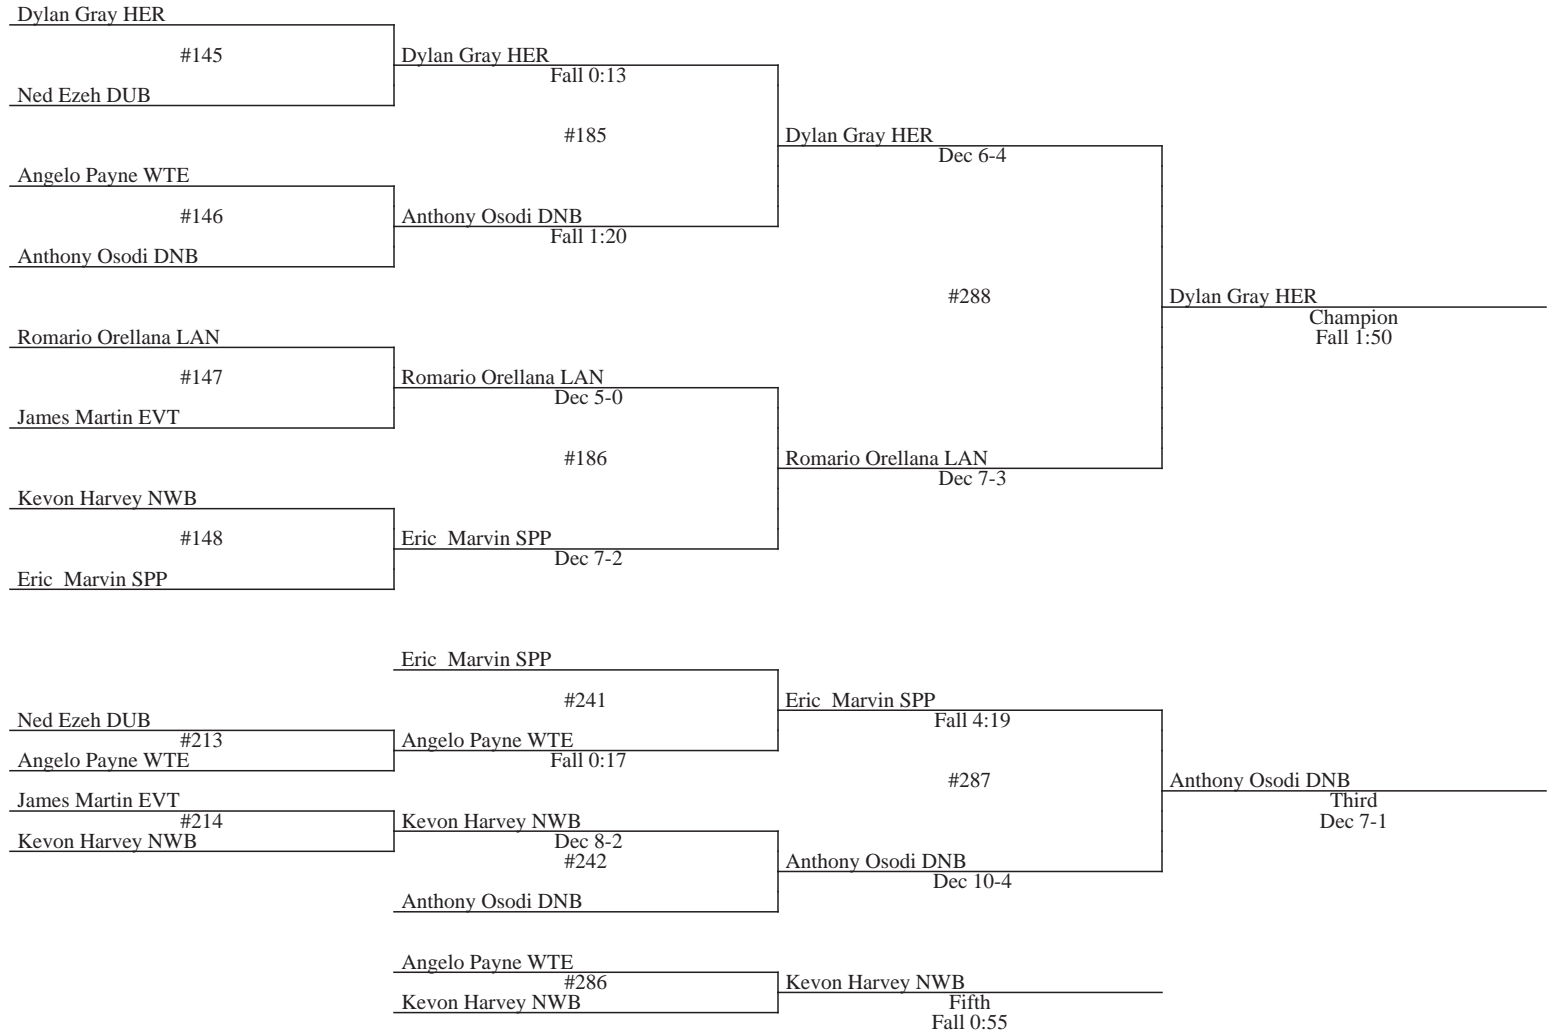 Dylan Gray HER
#145
Ned Ezeh DUB
Dylan Gray HER
Fall 0:13
#185
Angelo Payne WTE
#146
Anthony Osodi DNB
Anthony Osodi DNB
Fall 1:20
Dylan Gray HER
Dec 6-4
#288
Romario Orellana LAN
#147
James Martin EVT
Romario Orellana LAN
Dec 5-0
#186
Kevon Harvey NWB
#148
Eric  Marvin SPP
Eric  Marvin SPP
Dec 7-2
Romario Orellana LAN
Dec 7-3
Dylan Gray HER
Champion
Fall 1:50
Eric  Marvin SPP
#241
Ned Ezeh DUB
#213
Angelo Payne WTE
Angelo Payne WTE
Fall 0:17
Eric  Marvin SPP
Fall 4:19
#287
James Martin EVT
#214
Kevon Harvey NWB
Kevon Harvey NWB
Dec 8-2
#242
Anthony Osodi DNB
Anthony Osodi DNB
Dec 10-4
Anthony Osodi DNB
Third
Dec 7-1
Angelo Payne WTE
#286
Kevon Harvey NWB
Kevon Harvey NWB
Fifth
Fall 0:55